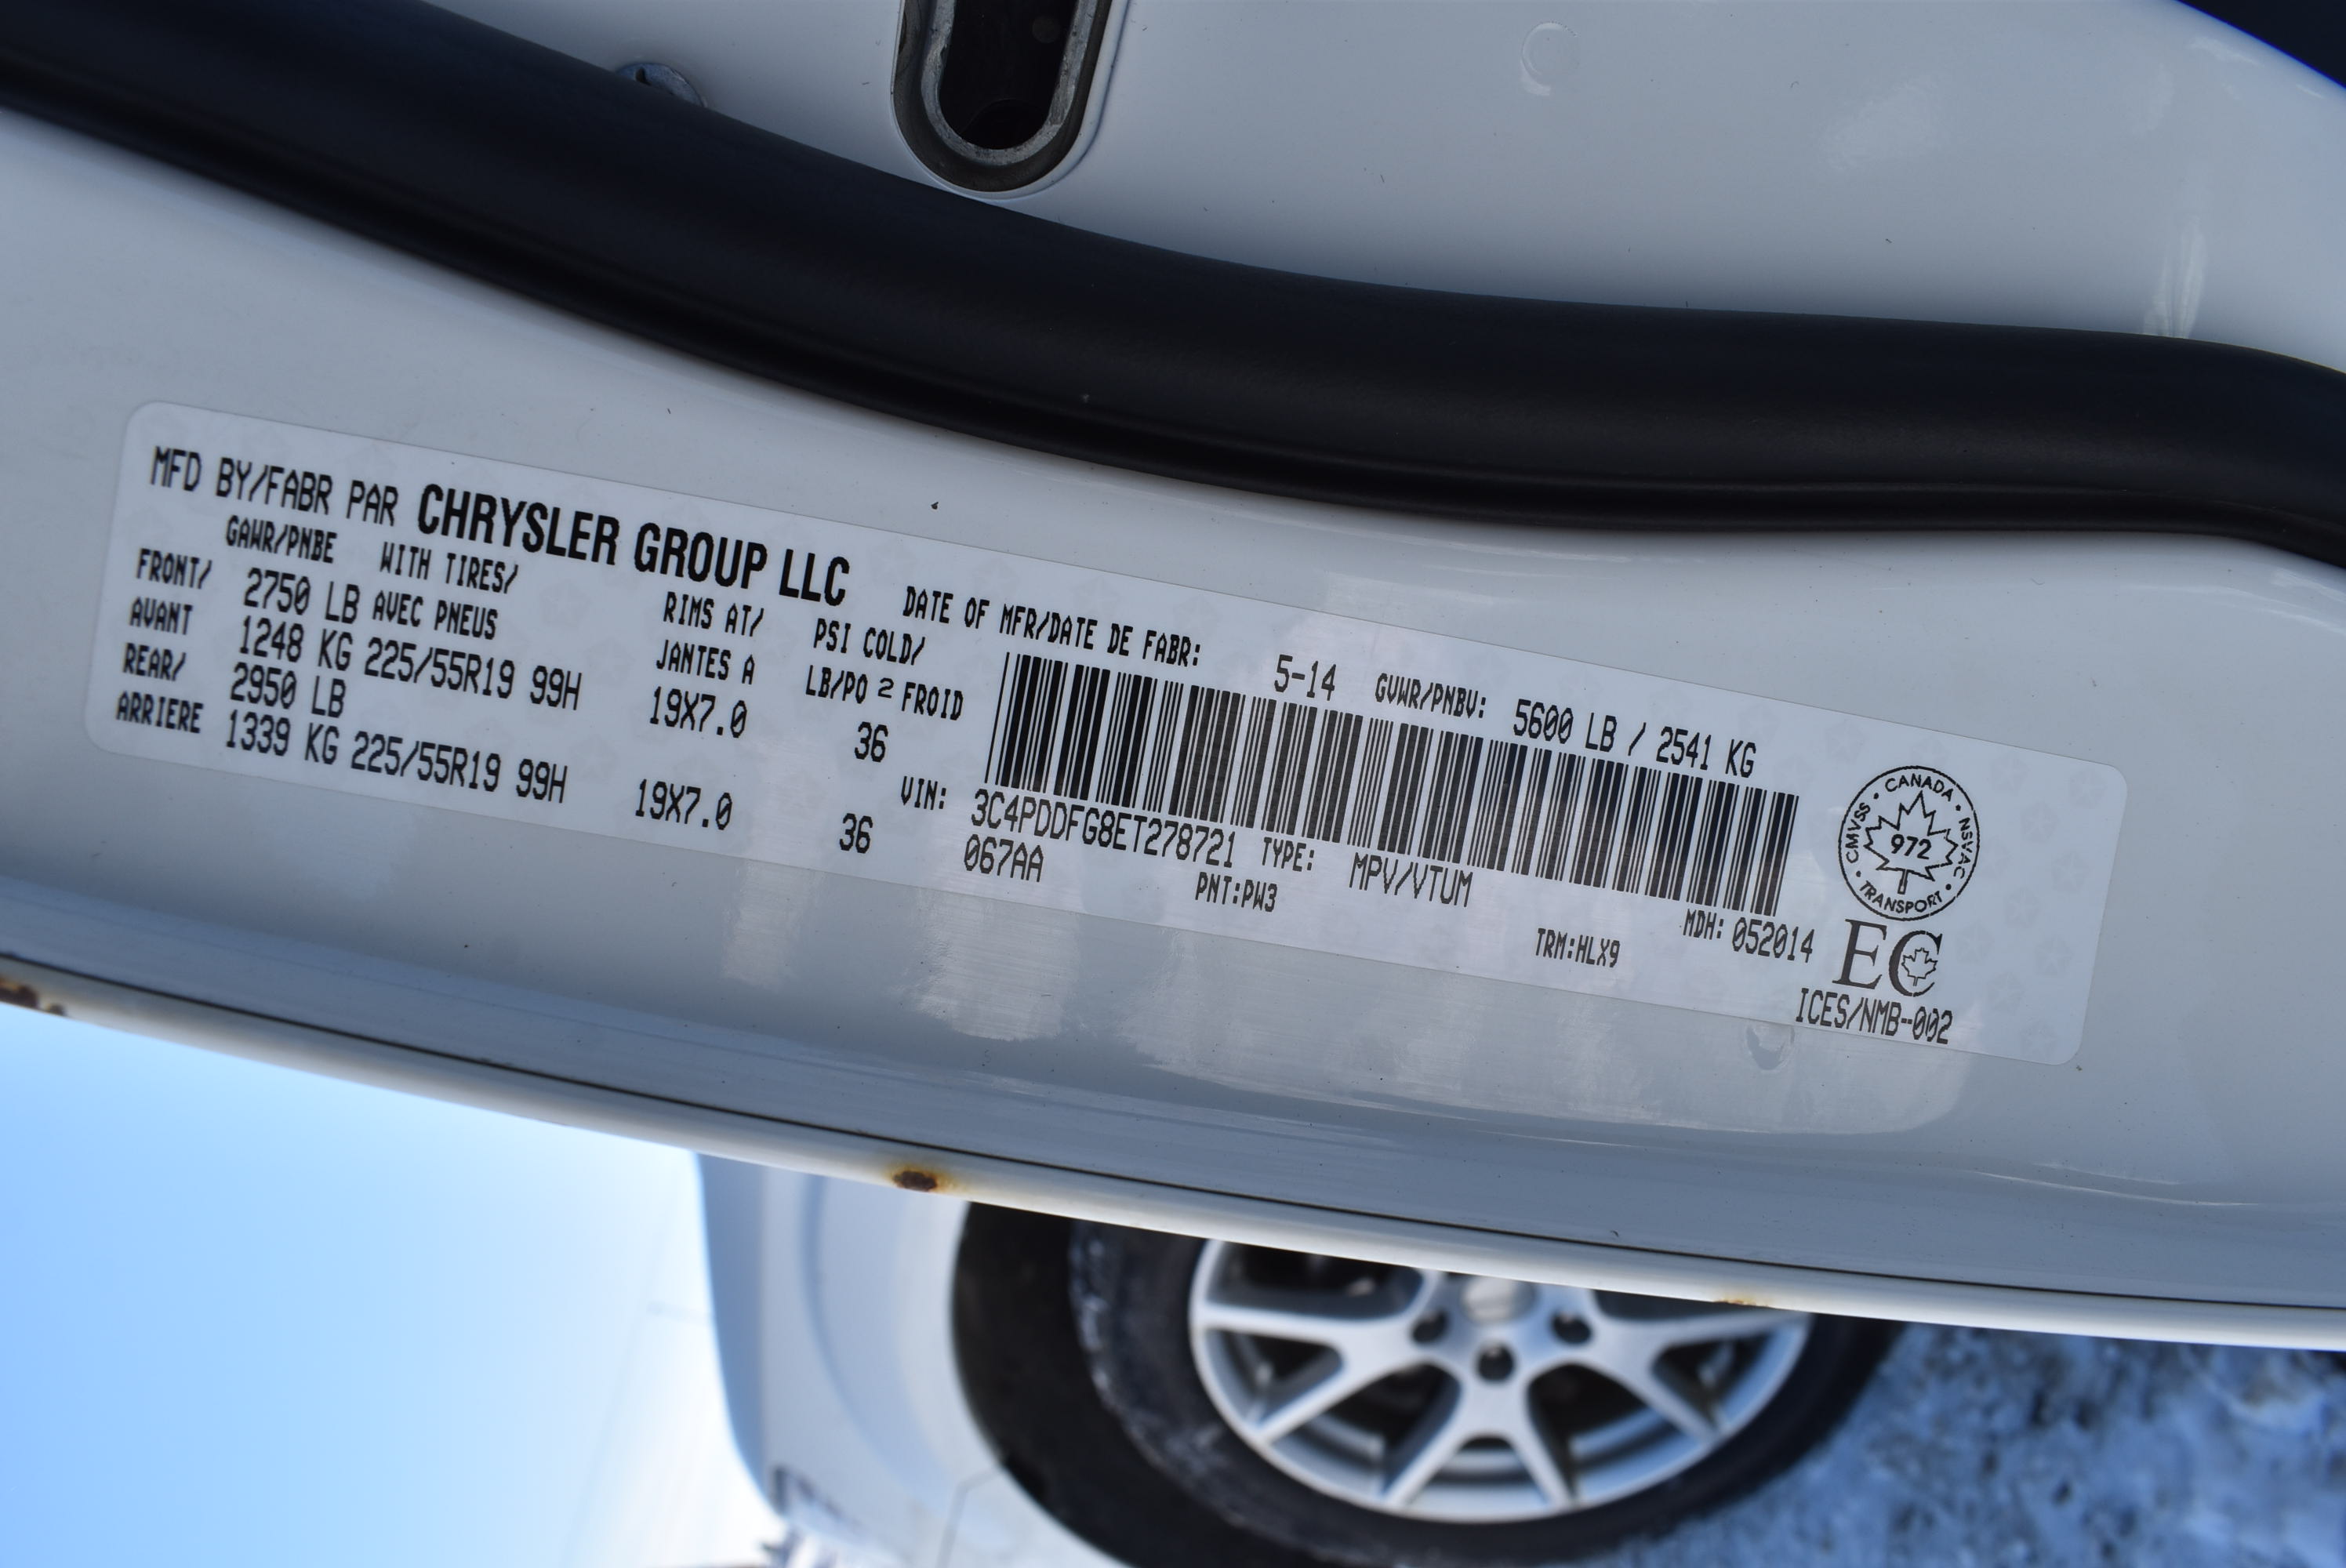 MFD BY/FABR PAR CHRYSLER GROUP LLC
DATE OF MFR/DATE DE FABR: 5-14 GVWR/PNBV: 5600 LB / 2541 KG
GAWR/PNBE WITH TIRES/ RIMS AT/ PSI COLD/
AVEC PNEUS JANTES A LB/PO 2 FROID
FRONT/ 2750 LB
AVANT 1248 KG 225/55R19 99H 19X7.0 36
REAR/ 2950 LB
ARRIERE 1339 KG 225/55R19 99H 19X7.0 36
VIN: 3C4PDDFG8ET278721 TYPE: MPV/VTUM MDH: 052014
067AA PNT:PW3 TRM:HLX9
CANADA
CMVSS 972 NSVAC
TRANSPORT
EC
ICES/NMB-002